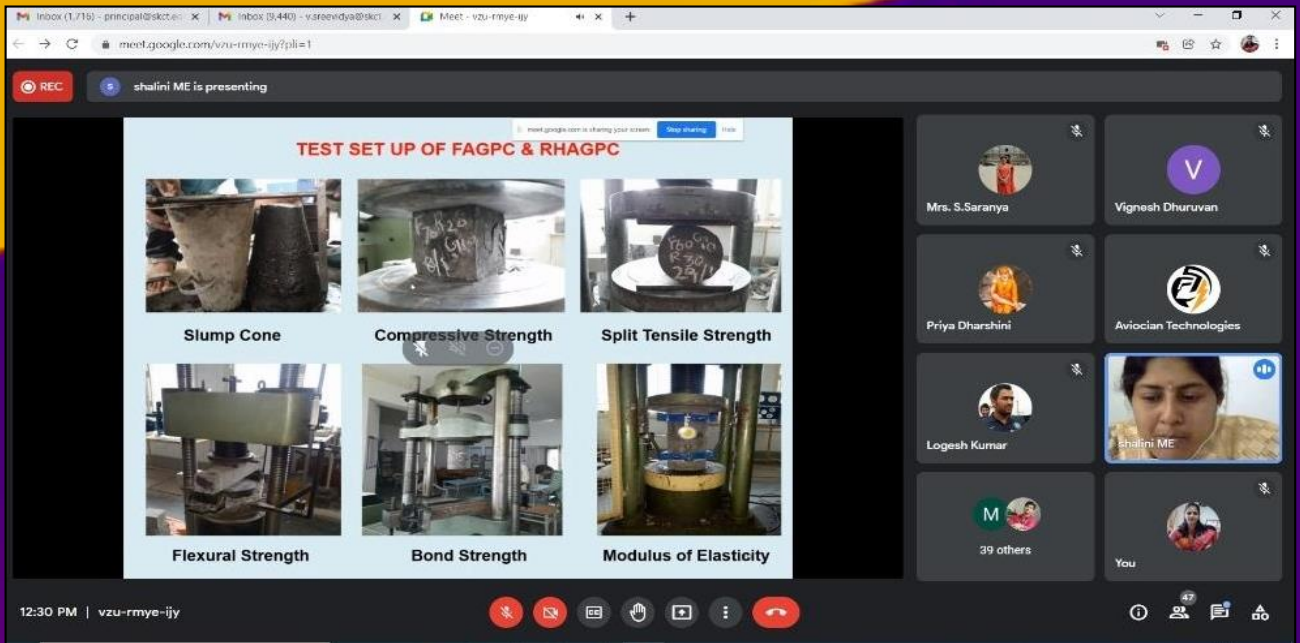 Inbox (1,716) - principal@skct.ed
Inbox (9,440) - v.sreevidya@skct
Meet - vzu-rmye-ijy
meet.google.com/vzu-rmye-ijy?pli=1
REC
S
shalini ME is presenting
meet.google.com is sharing your screen.
Stop sharing
Hide
TEST SET UP OF FAGPC & RHAGPC
Slump Cone
Compressive Strength
Split Tensile Strength
Flexural Strength
Bond Strength
Modulus of Elasticity
Mrs. S.Saranya
V
Vignesh Dhuruvan
Priya Dharshini
Aviocian Technologies
Logesh Kumar
shalini ME
M
39 others
You
12:30 PM | vzu-rmye-ijy
CC
47